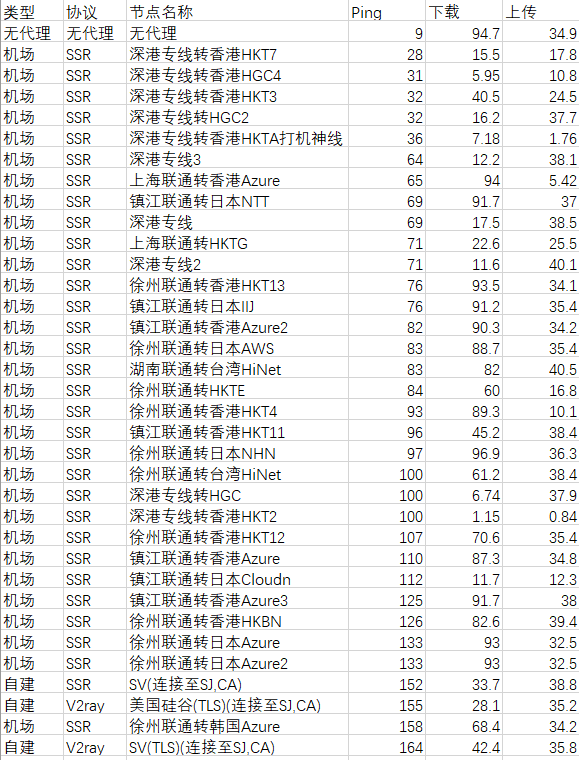 类型 协议 节点名称 Ping 下载 上传
无代理 无代理 无代理 9 94.7 34.9
机场 SSR 深港专线转香港HKT7 28 15.5 17.8
机场 SSR 深港专线转香港HGC4 31 5.95 10.8
机场 SSR 深港专线转香港HKT3 32 40.5 24.5
机场 SSR 深港专线转HGC2 32 16.2 37.7
机场 SSR 深港专线转香港HKTA打机神线 36 7.18 1.76
机场 SSR 深港专线3 64 12.2 38.1
机场 SSR 上海联通转香港Azure 65 94 5.42
机场 SSR 镇江联通转日本NTT 69 91.7 37
机场 SSR 深港专线 69 17.5 38.5
机场 SSR 上海联通转HKTG 71 22.6 25.5
机场 SSR 深港专线2 71 11.6 40.1
机场 SSR 徐州联通转香港HKT13 76 93.5 34.1
机场 SSR 镇江联通转日本IIJ 76 91.2 35.4
机场 SSR 镇江联通转香港Azure2 82 90.3 34.2
机场 SSR 徐州联通转日本AWS 83 88.7 35.4
机场 SSR 湖南联通转台湾HiNet 83 82 40.5
机场 SSR 徐州联通转HKTE 84 60 16.8
机场 SSR 徐州联通转香港HKT4 93 89.3 10.1
机场 SSR 镇江联通转香港HKT11 96 45.2 38.4
机场 SSR 徐州联通转日本NHN 97 96.9 36.3
机场 SSR 徐州联通转台湾HiNet 100 61.2 38.4
机场 SSR 深港专线转HGC 100 6.74 37.9
机场 SSR 深港专线转香港HKT2 100 1.15 0.84
机场 SSR 徐州联通转香港HKT12 107 70.6 35.4
机场 SSR 镇江联通转香港Azure 110 87.3 34.8
机场 SSR 镇江联通转日本Cloudn 112 11.7 12.3
机场 SSR 镇江联通转香港Azure3 125 91.7 38
机场 SSR 徐州联通转香港HKBN 126 82.6 39.4
机场 SSR 徐州联通转日本Azure 133 93 32.5
机场 SSR 徐州联通转日本Azure2 133 93 32.5
自建 SSR SV(连接至SJ,CA) 152 33.7 38.8
自建 V2ray 美国硅谷(TLS)(连接至SJ,CA) 155 28.1 35.2
机场 SSR 徐州联通转韩国Azure 158 68.4 34.2
自建 V2ray SV(TLS)(连接至SJ,CA) 164 42.4 35.8